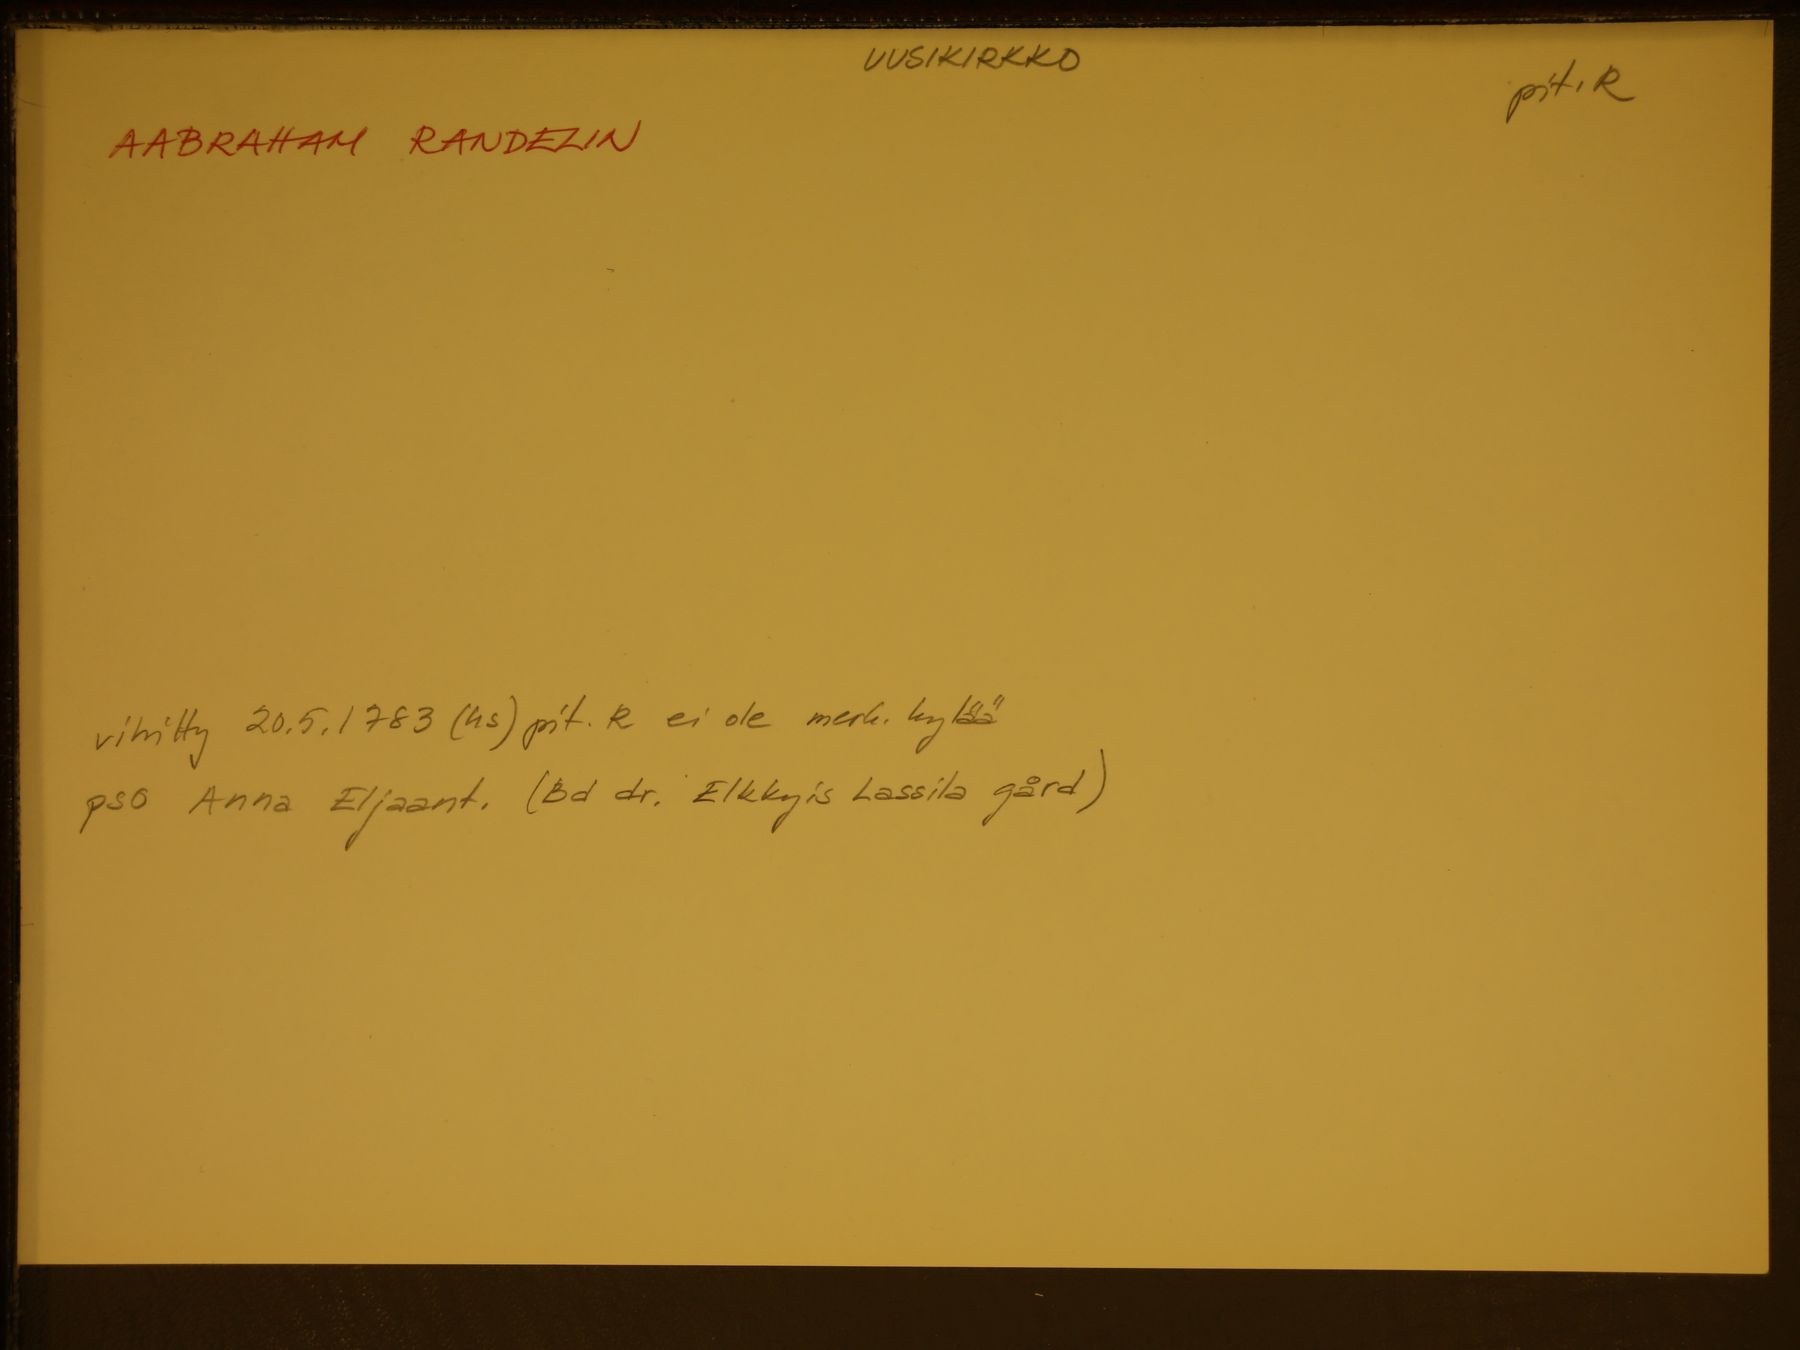 UUSIKIRKKO
pit. R
AABRAHAM RANDEZIN
vihitty 20.5.1783 (hs) pit. R ei ole merk. kylää
pso Anna Eljaant. (Bd dr. Elkkyis Lassila gård)